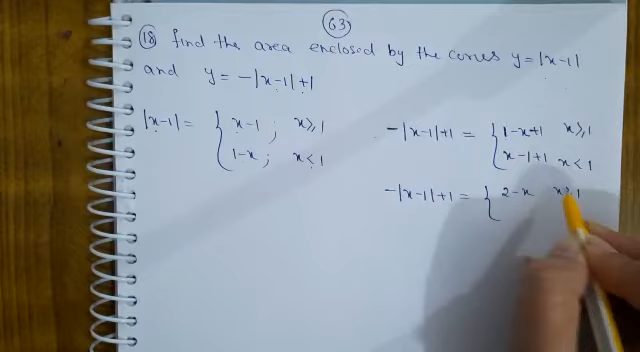 63
18 find the area enclosed by the curves y = |x-1|
and y = -|x-1|+1
|x-1| = { x-1 ; x ≥ 1
1-x ; x < 1
-|x-1|+1 = { 1-x+1 x ≥ 1
x-1+1 x < 1
-|x-1|+1 = { 2-x x ≥ 1